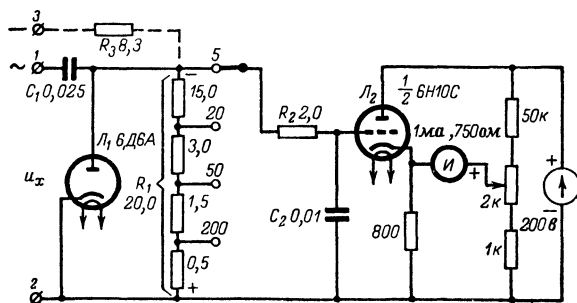 3
R3 8,3
1
~
C1 0,025
5
15,0
20
3,0
50
1,5
200
0,5
R1
20,0
Л1 6Д6А
uх
2
R2 2,0
C2 0,01
Л2
1/2 6Н10С
1ма, 750ом
И
800
50к
2к
1к
200в